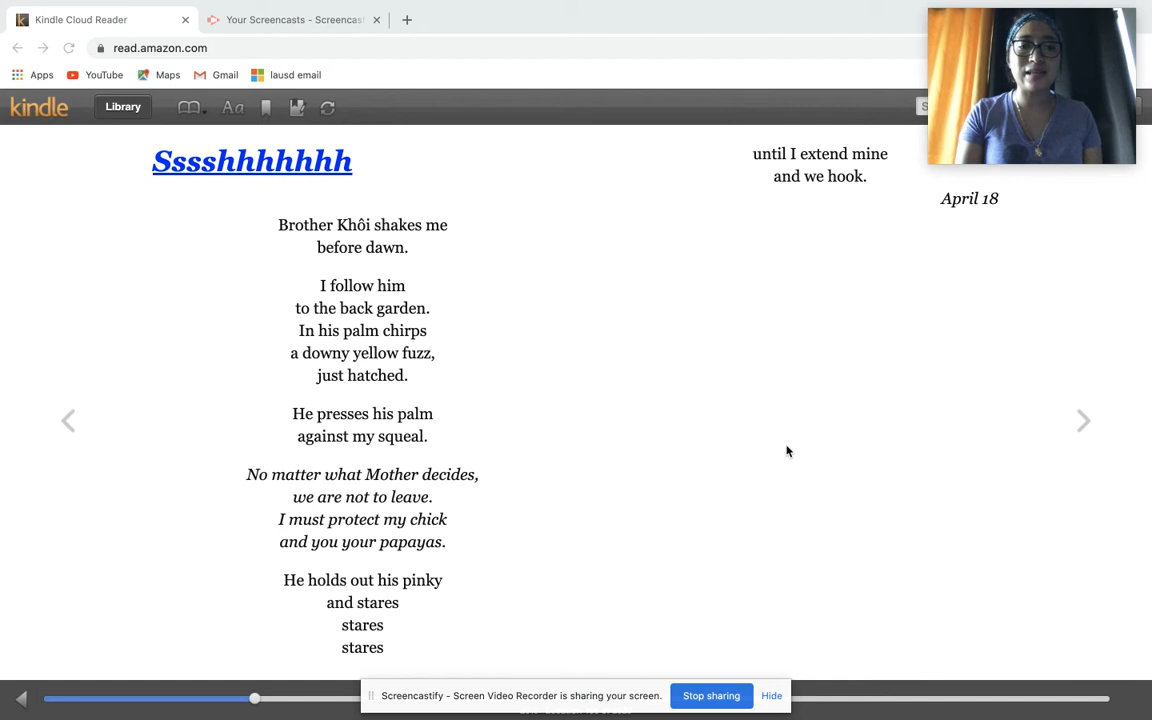 Kindle Cloud Reader
Your Screencasts - Screencast
read.amazon.com
Apps
YouTube
Maps
Gmail
lausd email
kindle
Library
Aa
Sssshhhhhhh
Brother Khôi shakes me
before dawn.
I follow him
to the back garden.
In his palm chirps
a downy yellow fuzz,
just hatched.
He presses his palm
against my squeal.
No matter what Mother decides,
we are not to leave.
I must protect my chick
and you your papayas.
He holds out his pinky
and stares
stares
stares
until I extend mine
and we hook.
April 18
Screencastify - Screen Video Recorder is sharing your screen.
Stop sharing
Hide